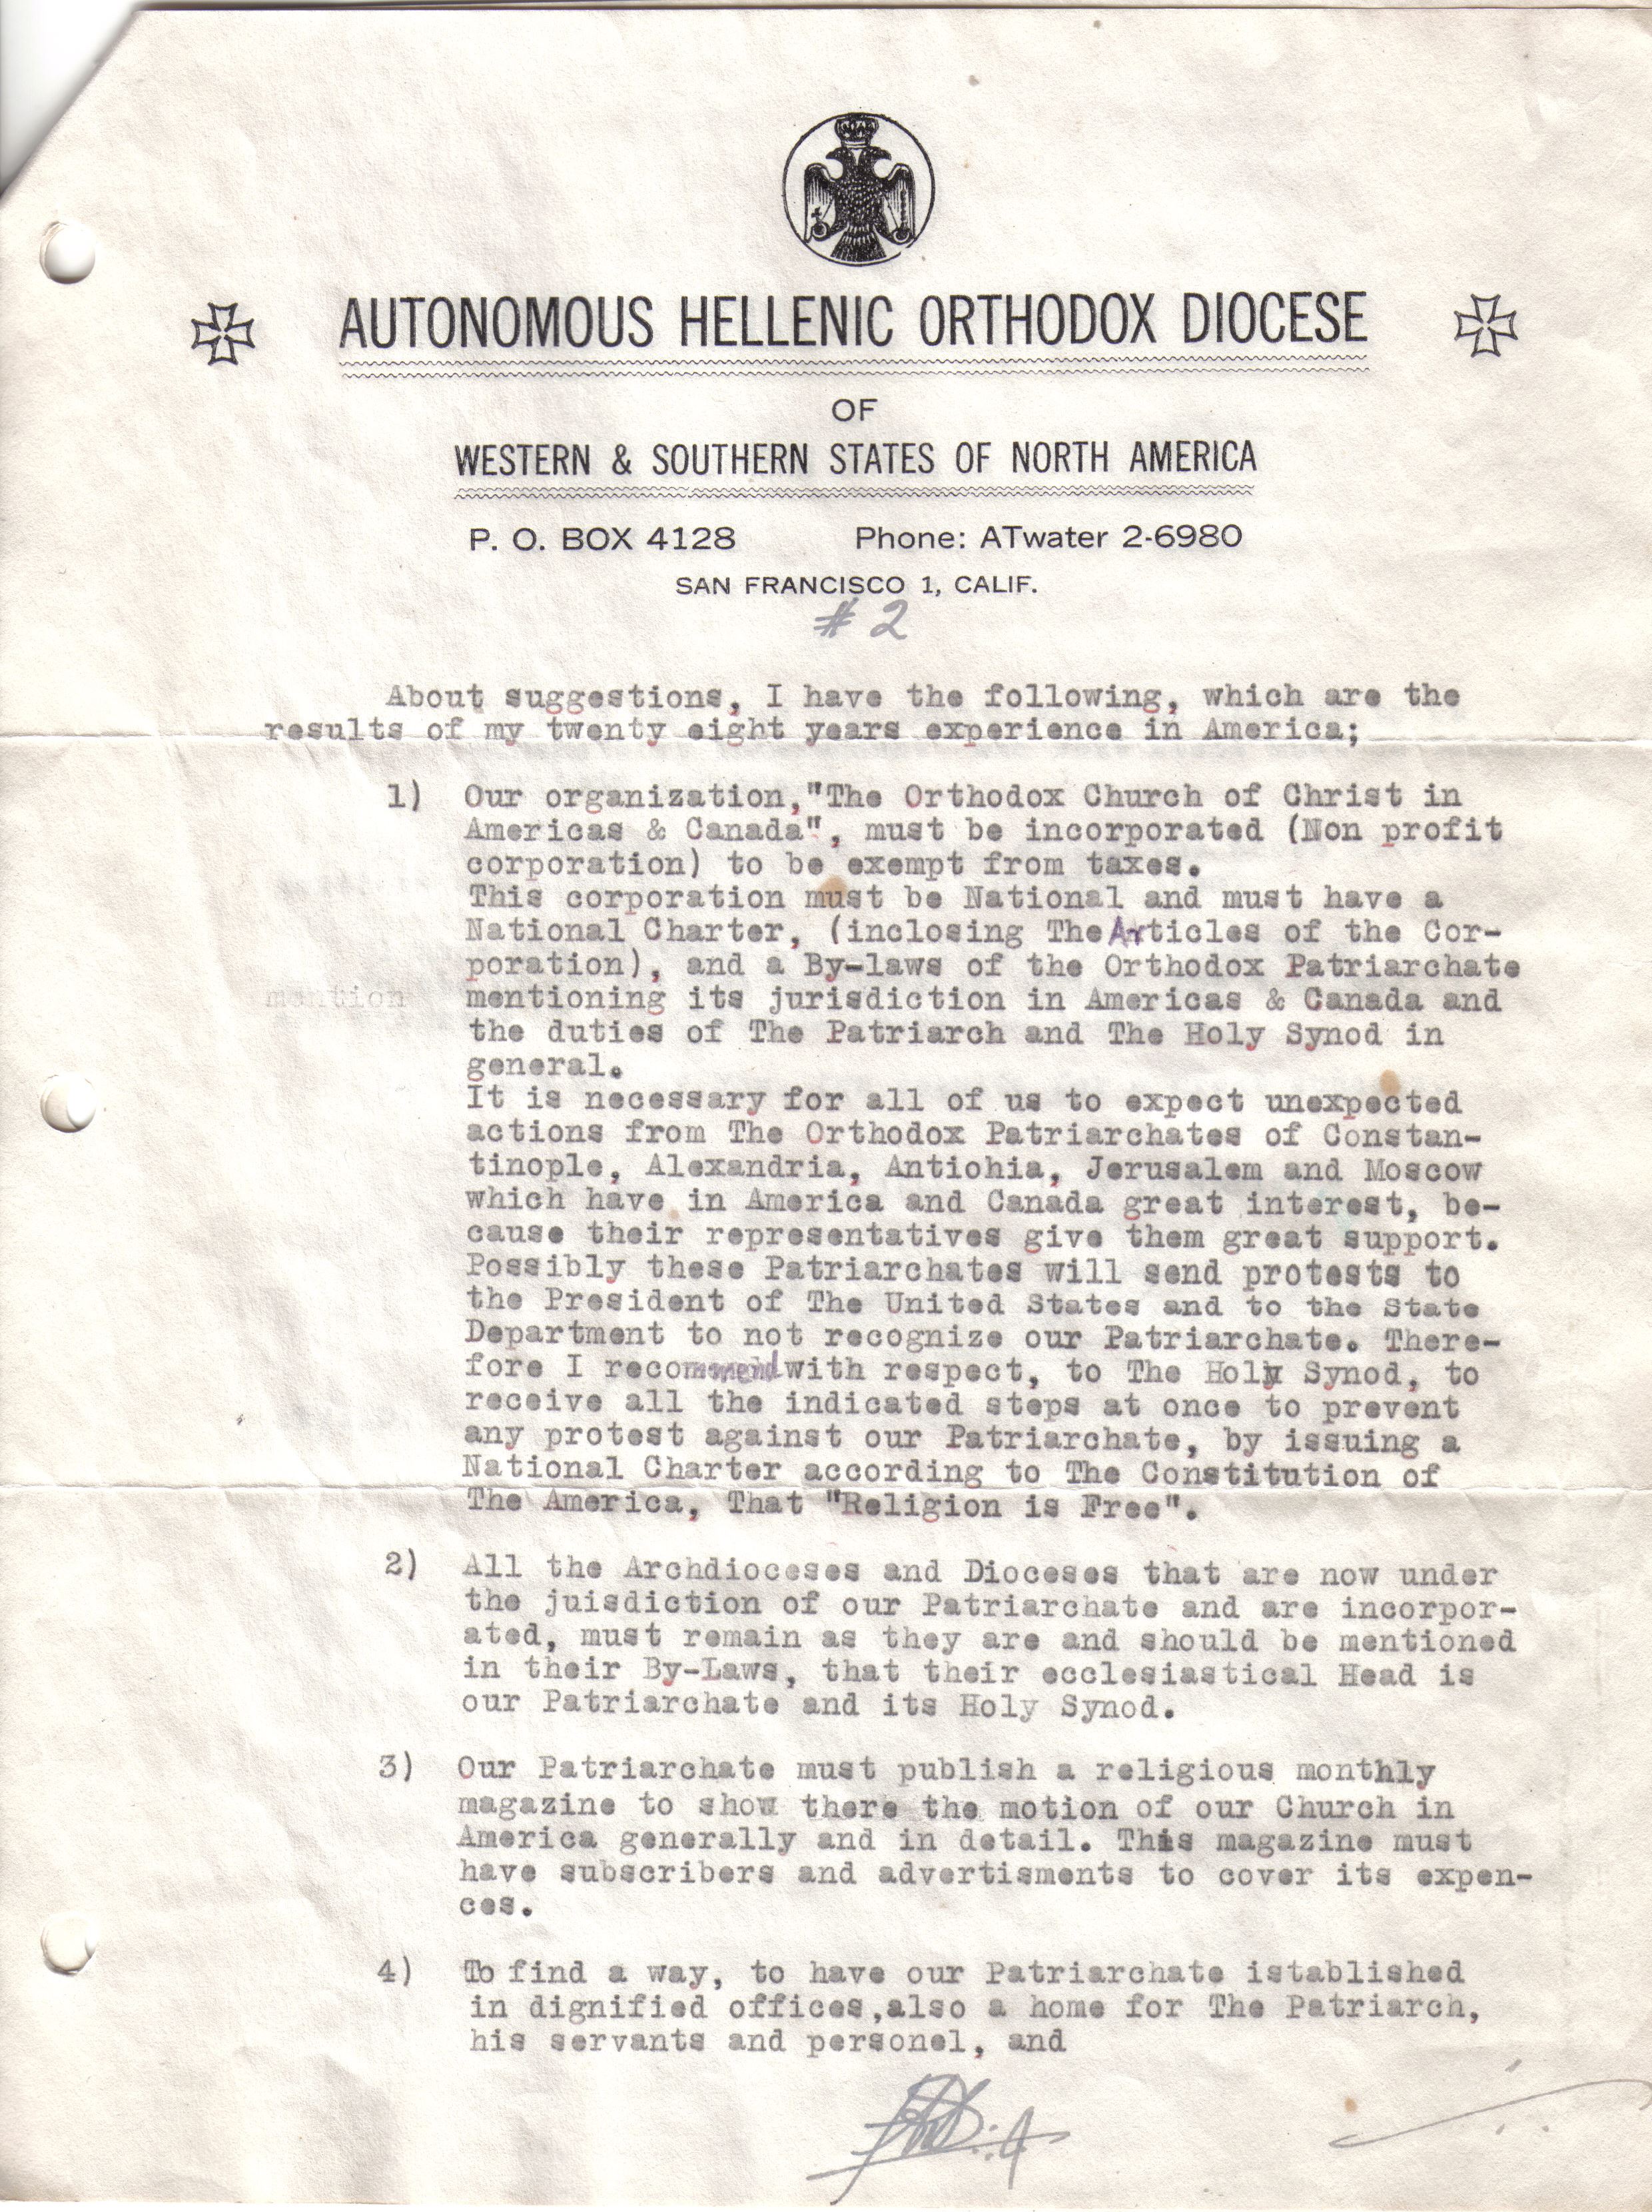 AUTONOMOUS HELLENIC ORTHODOX DIOCESE
OF
WESTERN & SOUTHERN STATES OF NORTH AMERICA
P. O. BOX 4128 Phone: ATwater 2-6980
SAN FRANCISCO 1, CALIF.
# 2
About suggestions, I have the following, which are the
results of my twenty eight years experience in America;
1) Our organization,"The Orthodox Church of Christ in
Americas & Canada", must be incorporated (Non profit
corporation) to be exempt from taxes.
This corporation must be National and must have a
National Charter, (inclosing The Articles of the Cor-
poration), and a By-laws of the Orthodox Patriarchate
mention mentioning its jurisdiction in Americas & Canada and
the duties of The Patriarch and The Holy Synod in
general.
It is necessary for all of us to expect unexpected
actions from The Orthodox Patriarchates of Constan-
tinople, Alexandria, Antiohia, Jerusalem and Moscow
which have in America and Canada great interest, be-
cause their representatives give them great support.
Possibly these Patriarchates will send protests to
the President of The United States and to the State
Department to not recognize our Patriarchate. There-
fore I recommend with respect, to The Holy Synod, to
receive all the indicated steps at once to prevent
any protest against our Patriarchate, by issuing a
National Charter according to The Constitution of
The America, That "Religion is Free".
2) All the Archdioceses and Dioceses that are now under
the juisdiction of our Patriarchate and are incorpor-
ated, must remain as they are and should be mentioned
in their By-Laws, that their ecclesiastical Head is
our Patriarchate and its Holy Synod.
3) Our Patriarchate must publish a religious monthly
magazine to show there the motion of our Church in
America generally and in detail. This magazine must
have subscribers and advertisments to cover its expen-
ces.
4) To find a way, to have our Patriarchate istablished
in dignified offices,also a home for The Patriarch,
his servants and personel, and